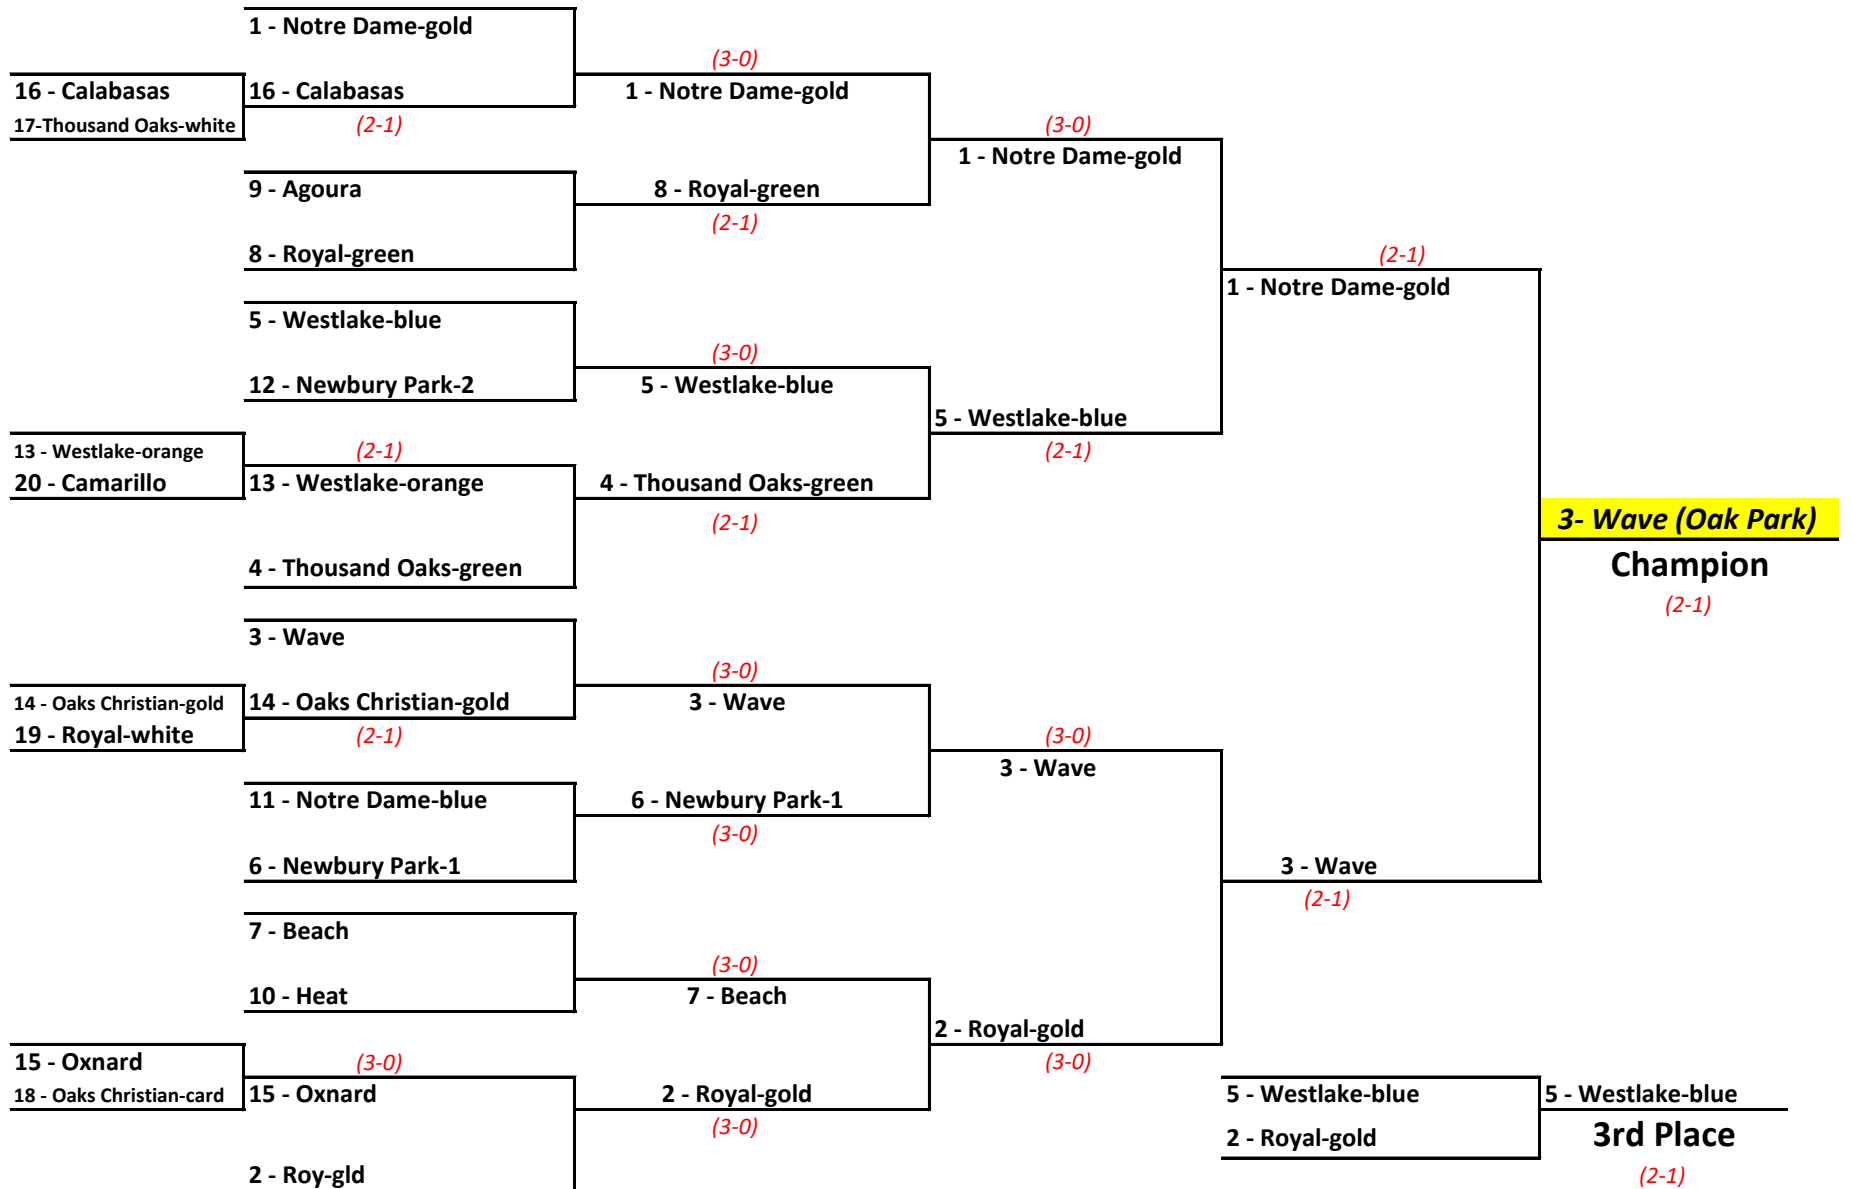 1 - Notre Dame-gold
(3-0)
16 - Calabasas
16 - Calabasas
1 - Notre Dame-gold
17-Thousand Oaks-white
(2-1)
(3-0)
1 - Notre Dame-gold
9 - Agoura
8 - Royal-green
(2-1)
8 - Royal-green
(2-1)
1 - Notre Dame-gold
5 - Westlake-blue
(3-0)
12 - Newbury Park-2
5 - Westlake-blue
5 - Westlake-blue
13 - Westlake-orange
(2-1)
(2-1)
20 - Camarillo
13 - Westlake-orange
4 - Thousand Oaks-green
(2-1)
3- Wave (Oak Park)
4 - Thousand Oaks-green
Champion
(2-1)
3 - Wave
(3-0)
14 - Oaks Christian-gold
14 - Oaks Christian-gold
3 - Wave
19 - Royal-white
(2-1)
(3-0)
3 - Wave
11 - Notre Dame-blue
6 - Newbury Park-1
(3-0)
6 - Newbury Park-1
3 - Wave
(2-1)
7 - Beach
(3-0)
10 - Heat
7 - Beach
2 - Royal-gold
15 - Oxnard
(3-0)
(3-0)
18 - Oaks Christian-card
15 - Oxnard
2 - Royal-gold
5 - Westlake-blue
5 - Westlake-blue
(3-0)
2 - Royal-gold
3rd Place
2 - Roy-gld
(2-1)